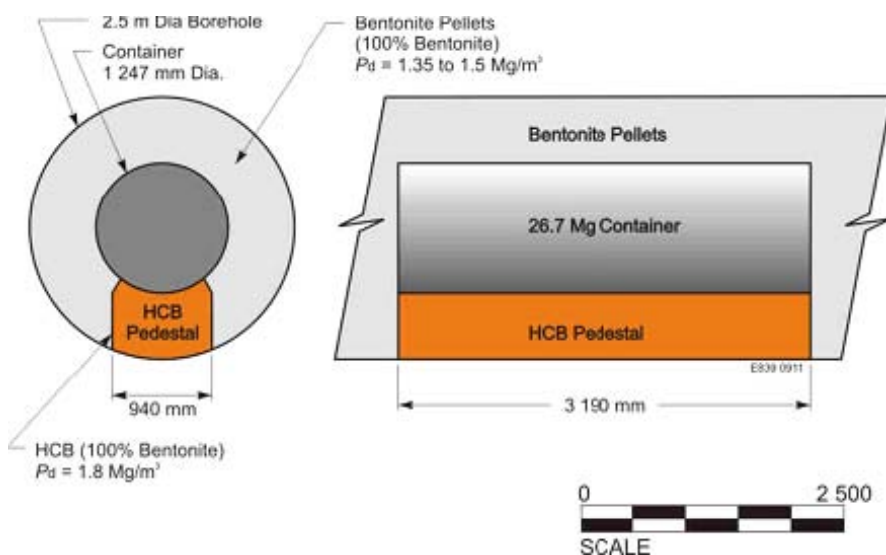 2.5 m Dia Borehole
Container
1 247 mm Dia.
Bentonite Pellets
(100% Bentonite)
Pd = 1.35 to 1.5 Mg/m³
HCB
Pedestal
940 mm
HCB (100% Bentonite)
Pd = 1.8 Mg/m³
Bentonite Pellets
26.7 Mg Container
HCB Pedestal
E839 0911
3 190 mm
0 2 500
SCALE